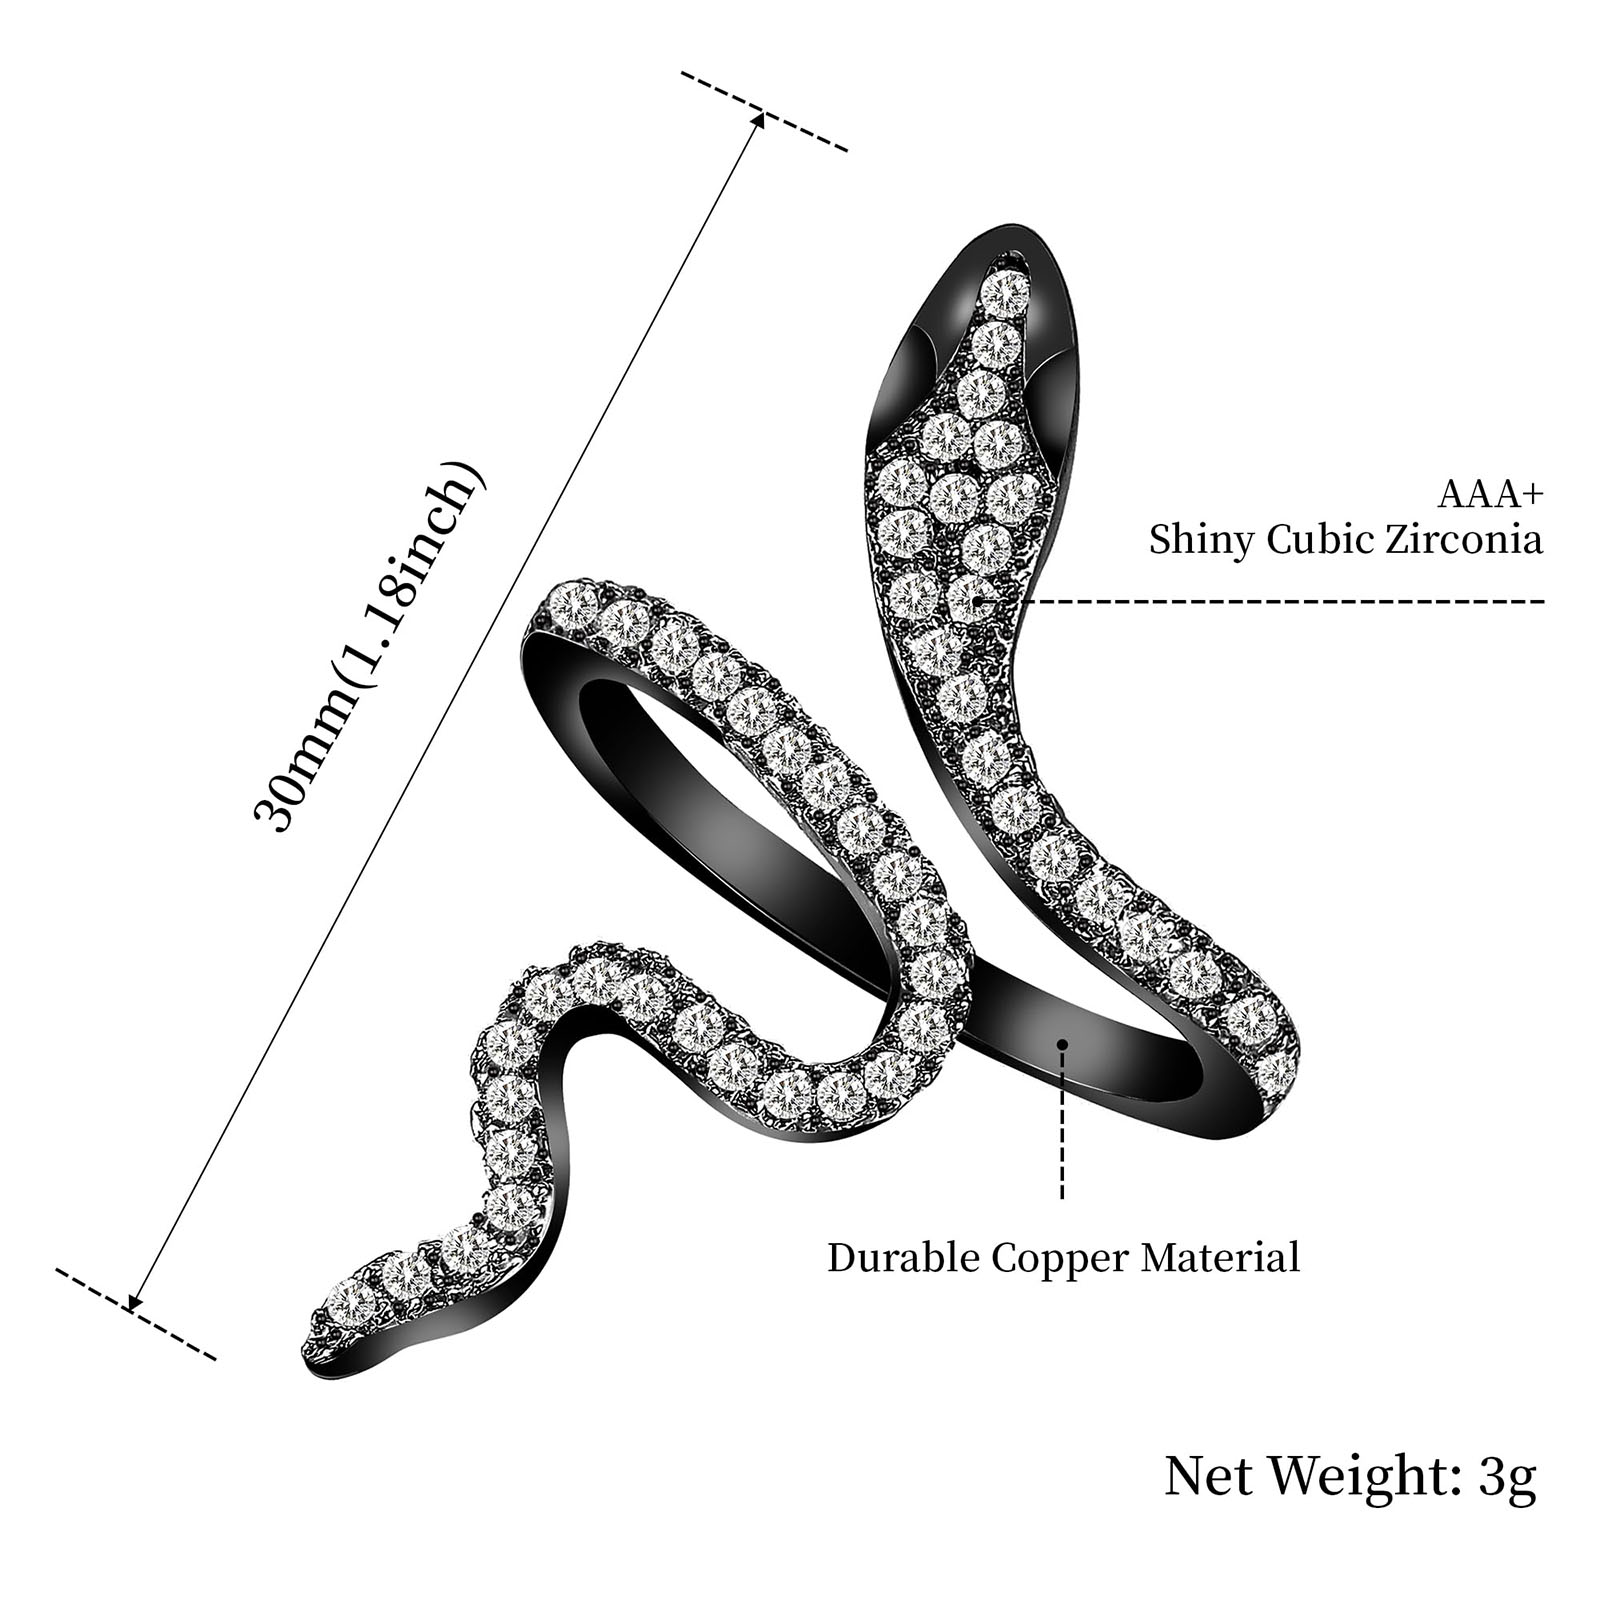 30mm(1.18inch)
AAA+
Shiny Cubic Zirconia
Durable Copper Material
Net Weight: 3g